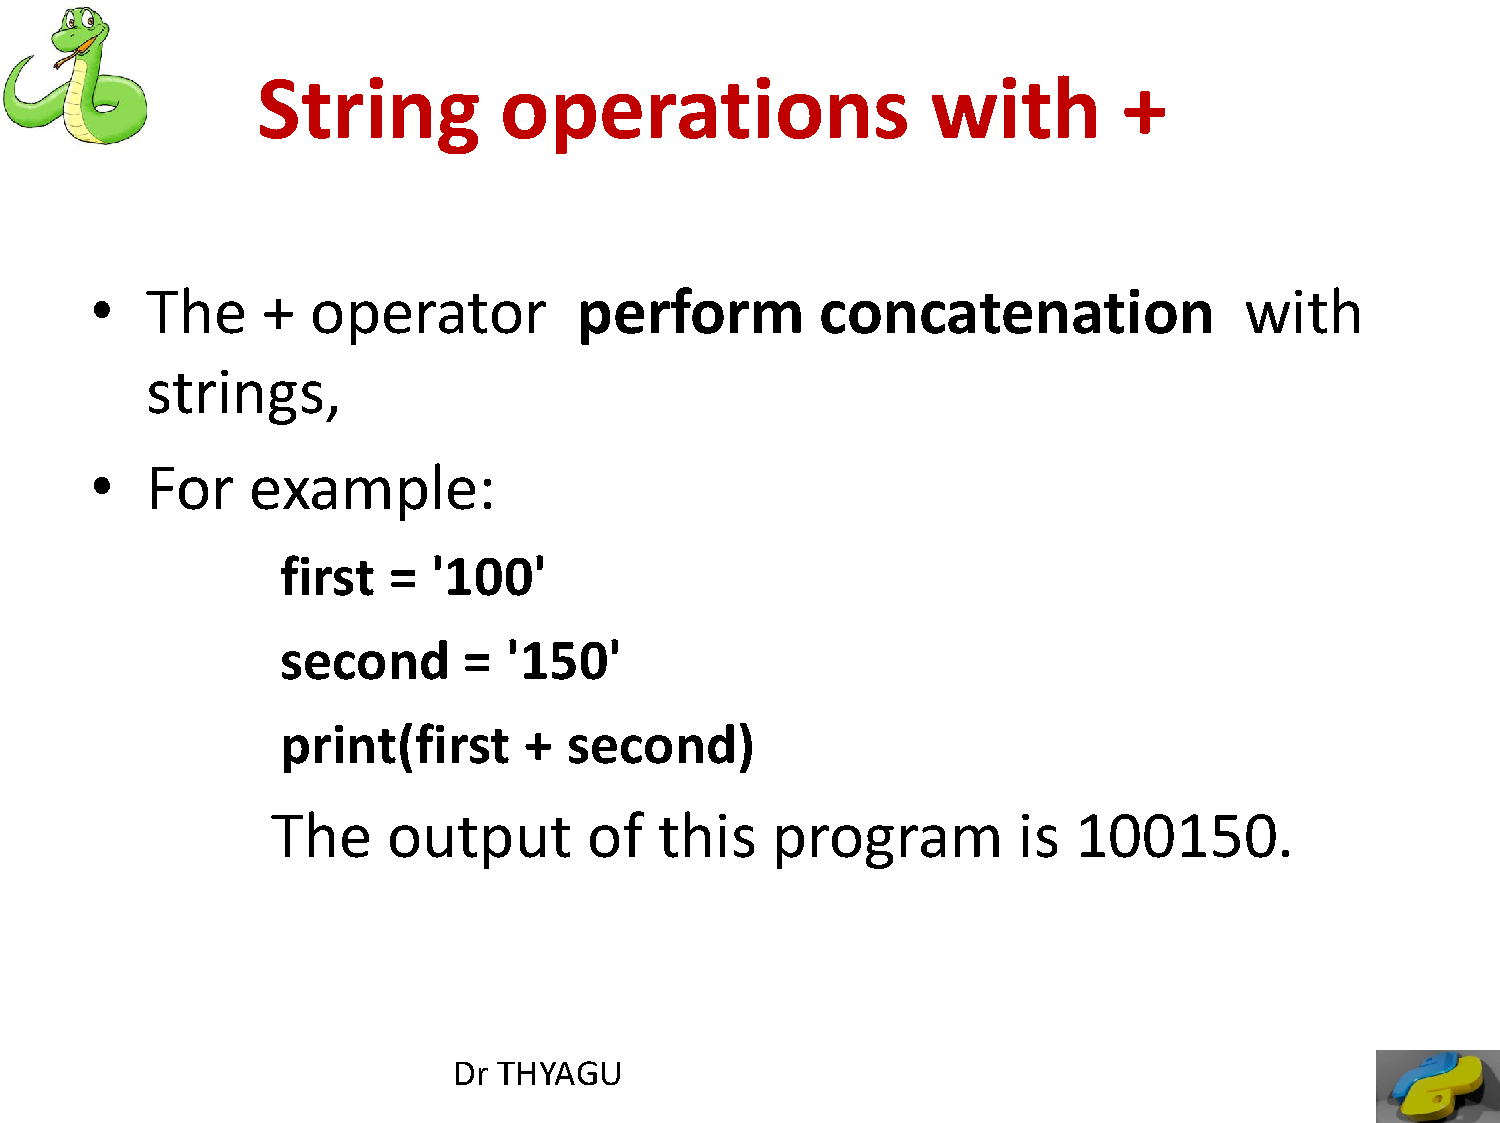 String operations with +
• The + operator perform concatenation with
strings,
• For example:
first = '100'
second = '150'
print(first + second)
The output of this program is 100150.
Dr THYAGU